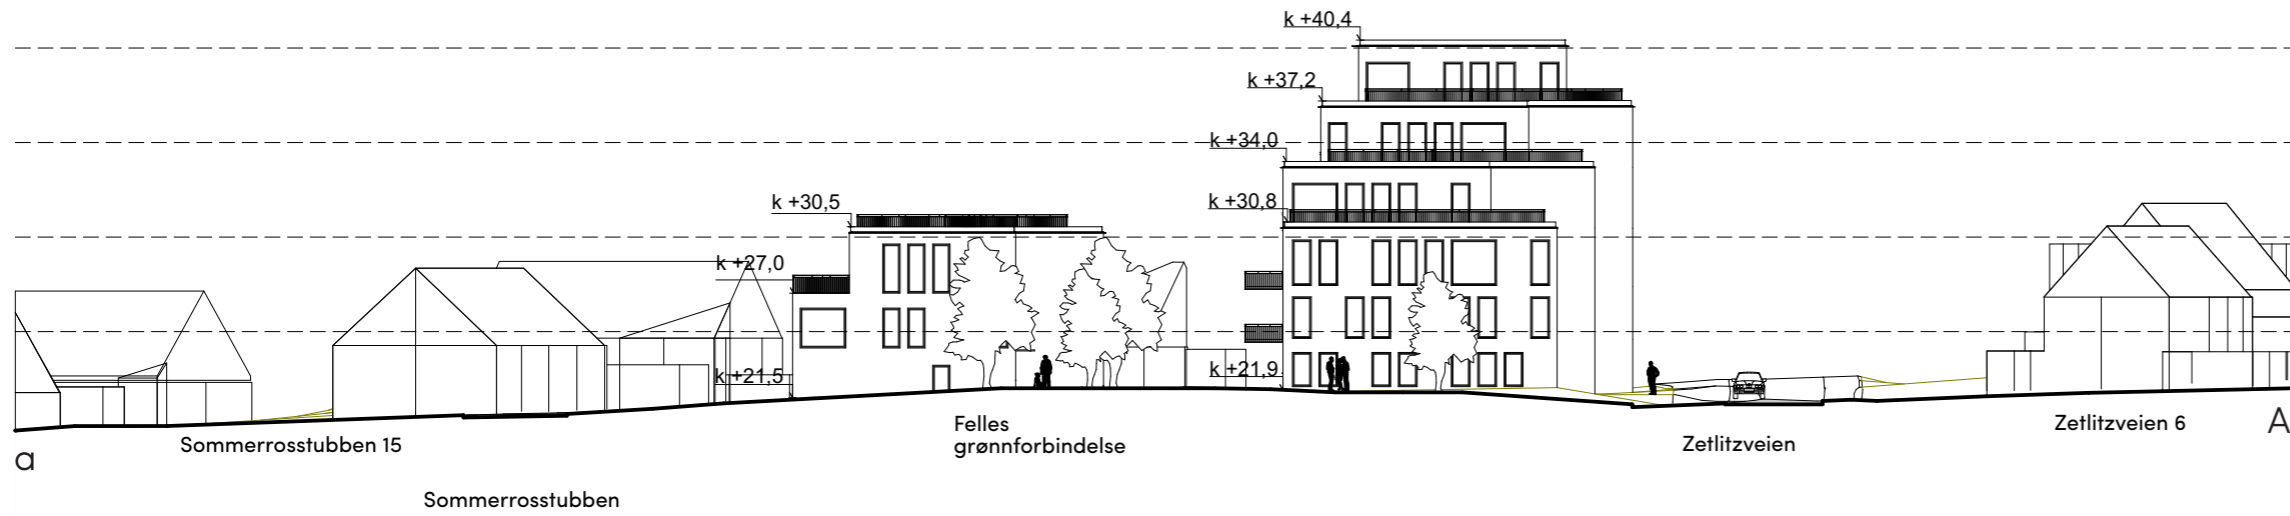 k +40,4
k +37,2
k +34,0
k +30,5
k +30,8
k +27,0
k +21,5
k +21,9
Sommerrosstubben 15
Felles
grønnforbindelse
Zetlitzveien
Zetlitzveien 6
A
a
Sommerrosstubben